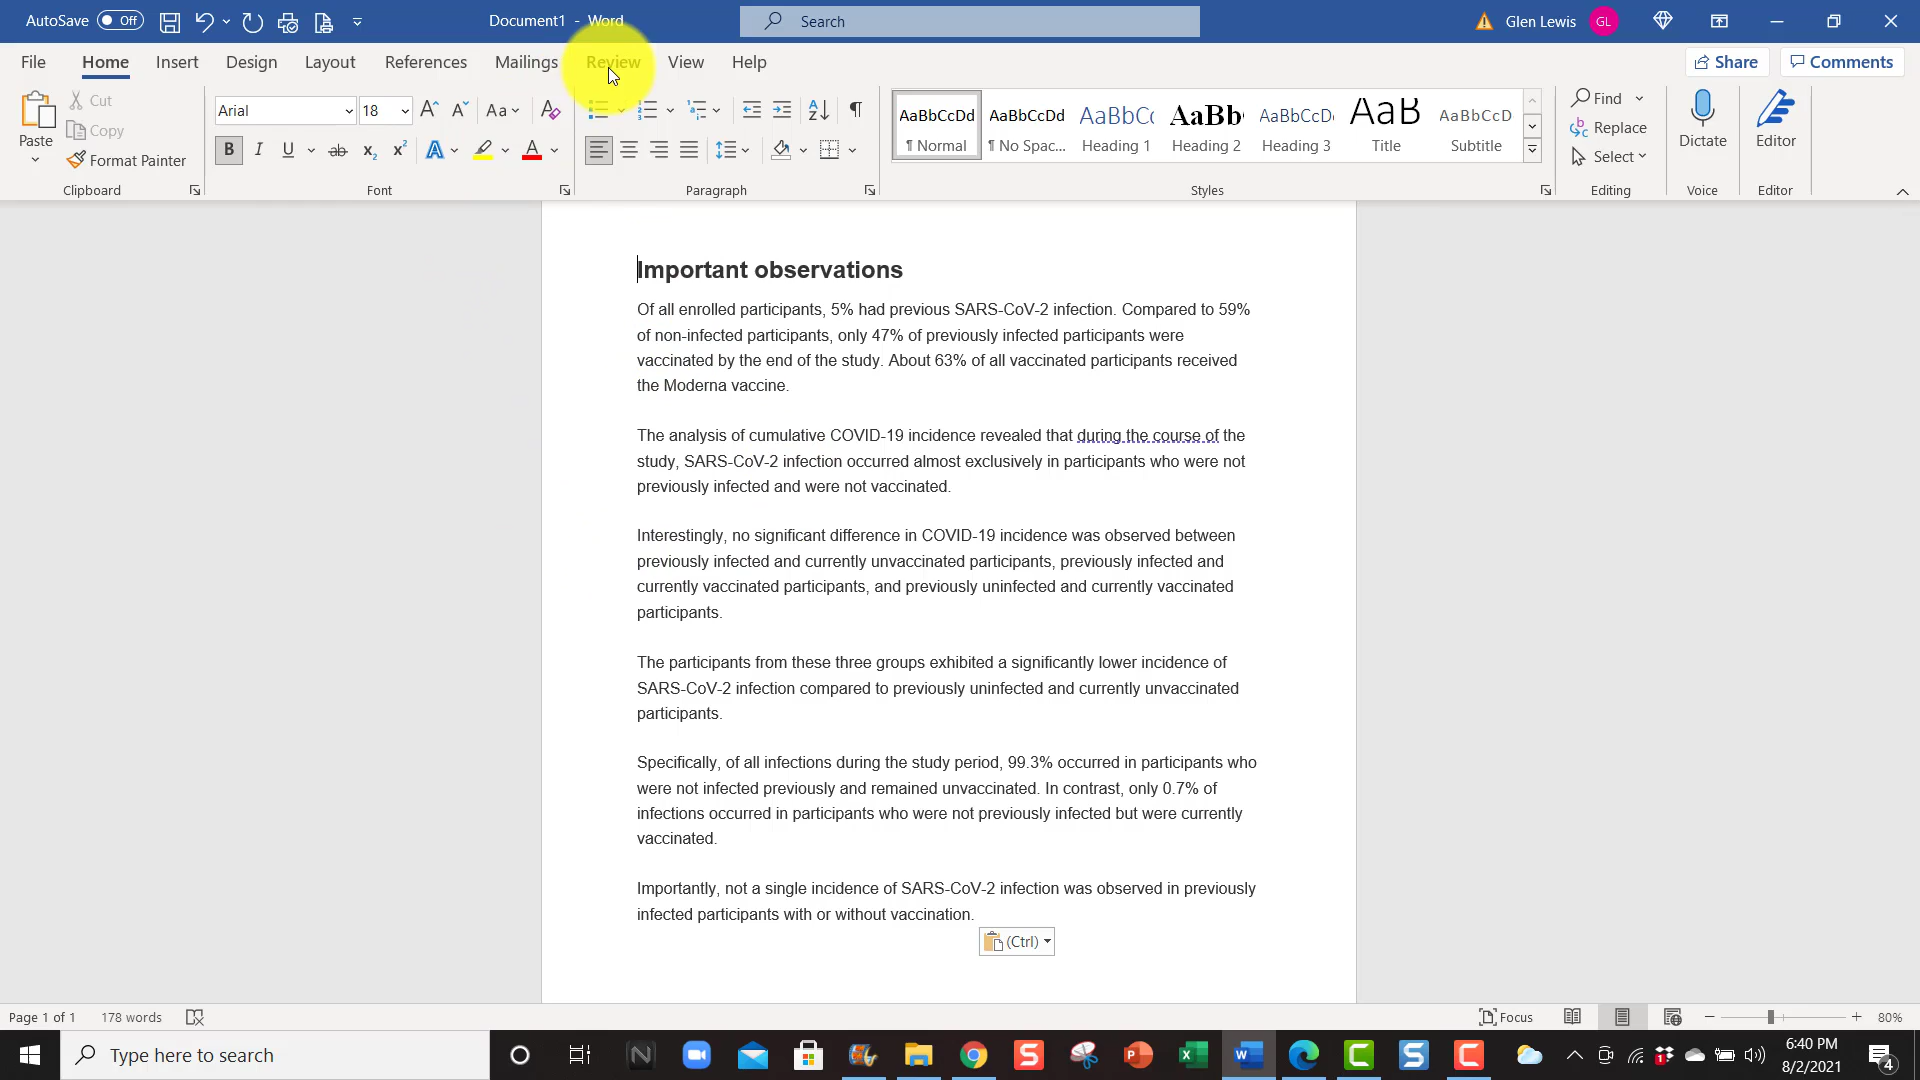 AutoSave Off Document1 - Word Search Glen Lewis GL
File Home Insert Design Layout References Mailings Review View Help Share Comments
Paste Cut Copy Format Painter Clipboard
Arial 18 Aa Font
Paragraph
AaBbCcDd AaBbCcDd AaBbCc AaBb AaBbCcD AaB AaBbCcD
¶ Normal ¶ No Spac... Heading 1 Heading 2 Heading 3 Title Subtitle
Styles
Find Replace Select Editing
Dictate Voice
Editor Editor
Important observations
Of all enrolled participants, 5% had previous SARS-CoV-2 infection. Compared to 59%
of non-infected participants, only 47% of previously infected participants were
vaccinated by the end of the study. About 63% of all vaccinated participants received
the Moderna vaccine.
The analysis of cumulative COVID-19 incidence revealed that during the course of the
study, SARS-CoV-2 infection occurred almost exclusively in participants who were not
previously infected and were not vaccinated.
Interestingly, no significant difference in COVID-19 incidence was observed between
previously infected and currently unvaccinated participants, previously infected and
currently vaccinated participants, and previously uninfected and currently vaccinated
participants.
The participants from these three groups exhibited a significantly lower incidence of
SARS-CoV-2 infection compared to previously uninfected and currently unvaccinated
participants.
Specifically, of all infections during the study period, 99.3% occurred in participants who
were not infected previously and remained unvaccinated. In contrast, only 0.7% of
infections occurred in participants who were not previously infected but were currently
vaccinated.
Importantly, not a single incidence of SARS-CoV-2 infection was observed in previously
infected participants with or without vaccination.
(Ctrl)
Page 1 of 1 178 words Focus 80%
Type here to search 6:40 PM
8/2/2021 4